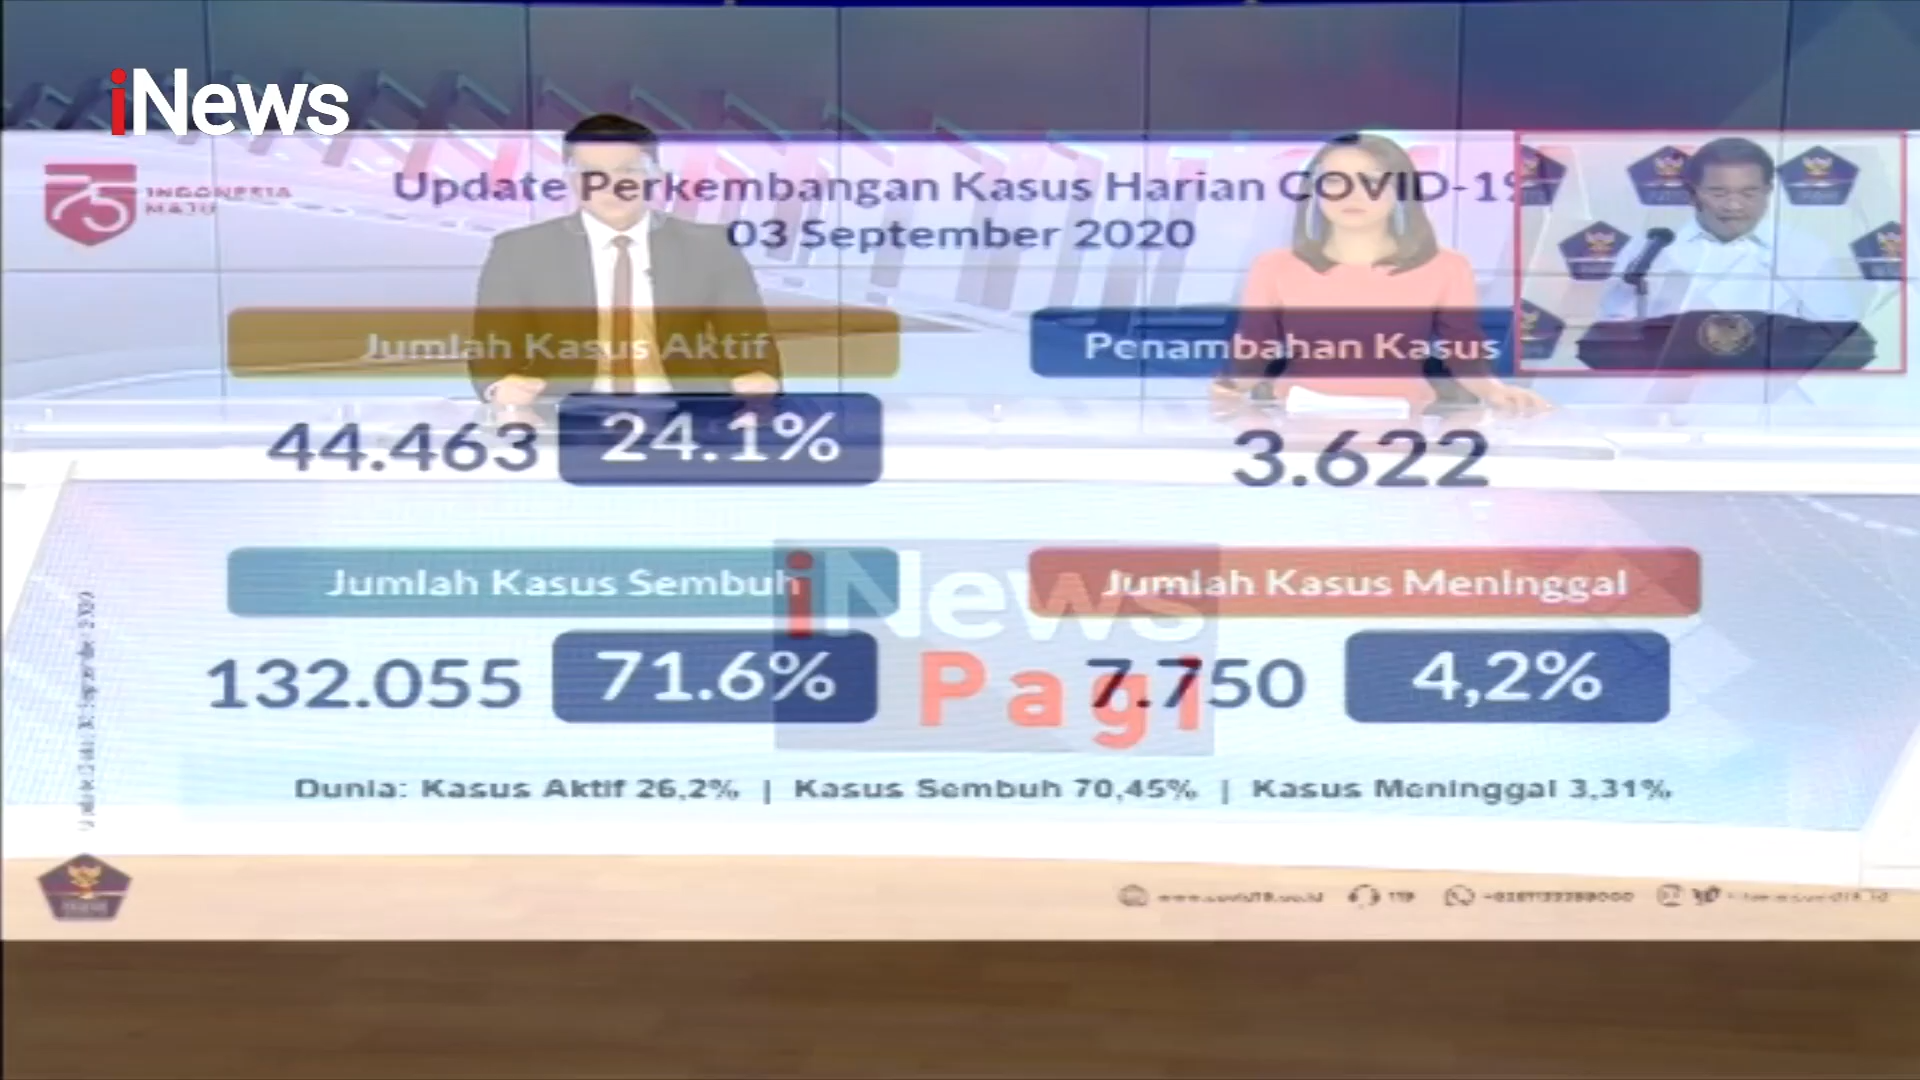 iNews
75 INDONESIA
MAJU
Update Perkembangan Kasus Harian COVID-19
03 September 2020
Jumlah Kasus Aktif
Penambahan Kasus
44.463 24.1%
3.622
Jumlah Kasus Sembuh
Jumlah Kasus Meninggal
132.055 71.6%
7.750 4,2%
iNews
Pagi
Dunia: Kasus Aktif 26,2% | Kasus Sembuh 70,45% | Kasus Meninggal 3,31%
119